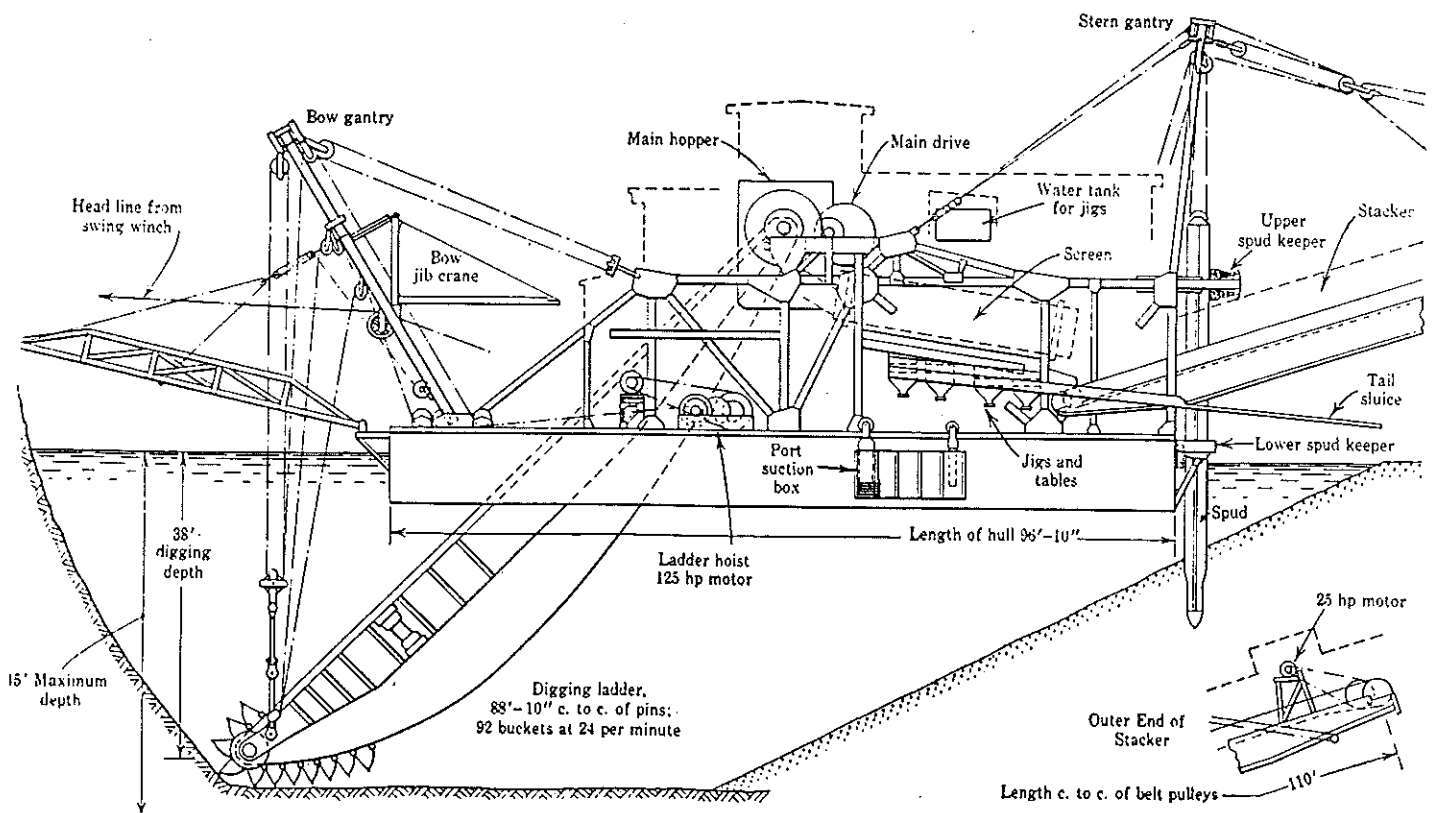 Stern gantry
Bow gantry
Main hopper
Main drive
Head line from
swing winch
Water tank
for jigs
Upper
spud keeper
Stacker
Bow
jib crane
Screen
Tail
sluice
Port
suction
box
Jigs and
tables
Lower spud keeper
38'
digging
depth
Length of hull 96'-10"
Spud
Ladder hoist
125 hp motor
25 hp motor
15' Maximum
depth
Digging ladder,
88'-10" c. to c. of pins;
92 buckets at 24 per minute
Outer End of
Stacker
110'
Length c. to c. of belt pulleys